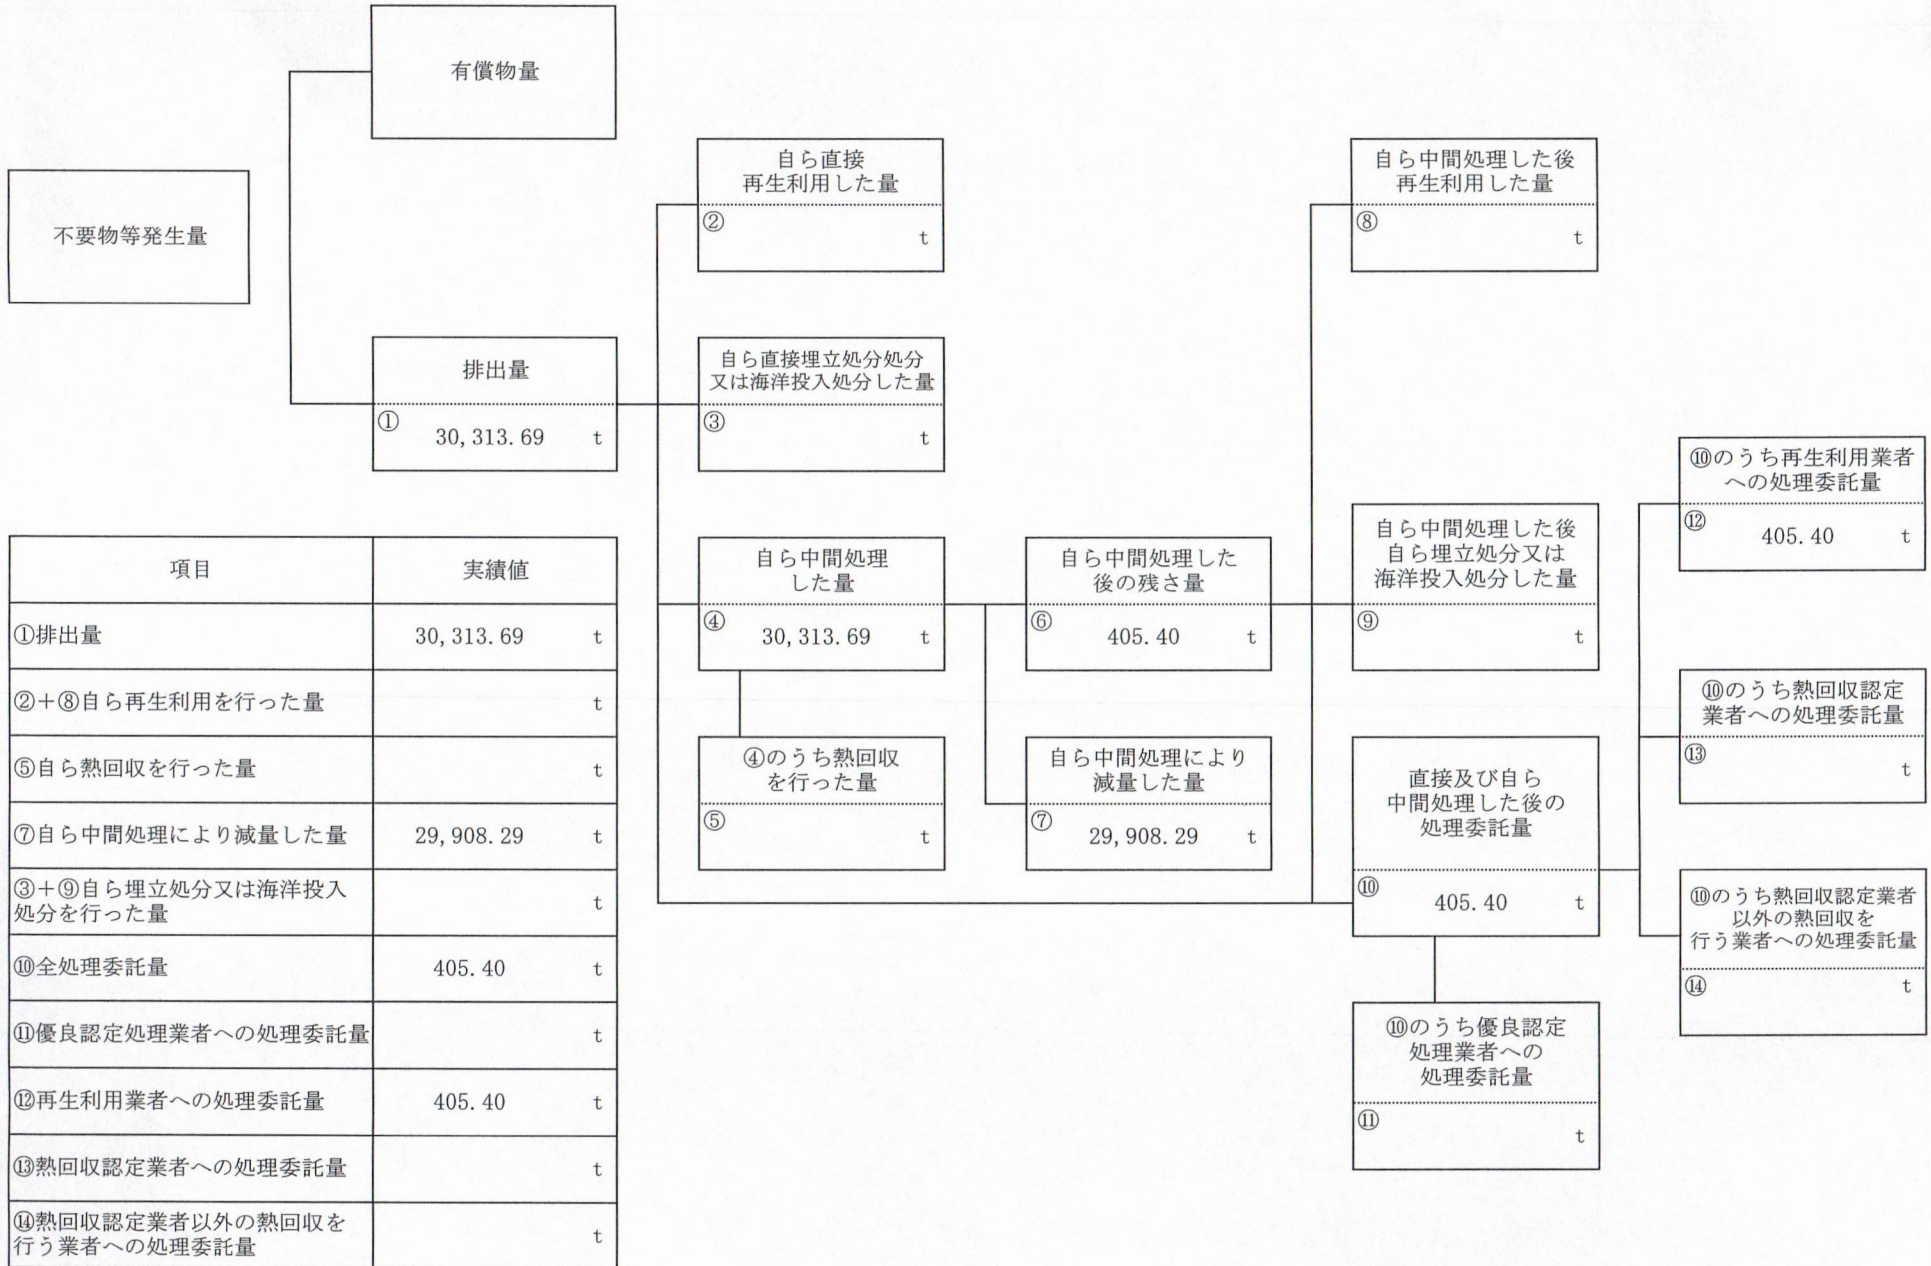 有償物量
不要物等発生量
排出量
① 30,313.69 t
自ら直接
再生利用した量
② t
自ら直接埋立処分処分
又は海洋投入処分した量
③ t
自ら中間処理
した量
④ 30,313.69 t
④のうち熱回収
を行った量
⑤ t
自ら中間処理した
後の残さ量
⑥ 405.40 t
自ら中間処理により
減量した量
⑦ 29,908.29 t
自ら中間処理した後
再生利用した量
⑧ t
自ら中間処理した後
自ら埋立処分又は
海洋投入処分した量
⑨ t
直接及び自ら
中間処理した後の
処理委託量
⑩ 405.40 t
⑩のうち優良認定
処理業者への
処理委託量
⑪ t
⑩のうち再生利用業者
への処理委託量
⑫ 405.40 t
⑩のうち熱回収認定
業者への処理委託量
⑬ t
⑩のうち熱回収認定業者
以外の熱回収を
行う業者への処理委託量
⑭ t
項目 実績値
①排出量 30,313.69 t
②+⑧自ら再生利用を行った量 t
⑤自ら熱回収を行った量 t
⑦自ら中間処理により減量した量 29,908.29 t
③+⑨自ら埋立処分又は海洋投入
処分を行った量 t
⑩全処理委託量 405.40 t
⑪優良認定処理業者への処理委託量 t
⑫再生利用業者への処理委託量 405.40 t
⑬熱回収認定業者への処理委託量 t
⑭熱回収認定業者以外の熱回収を
行う業者への処理委託量 t